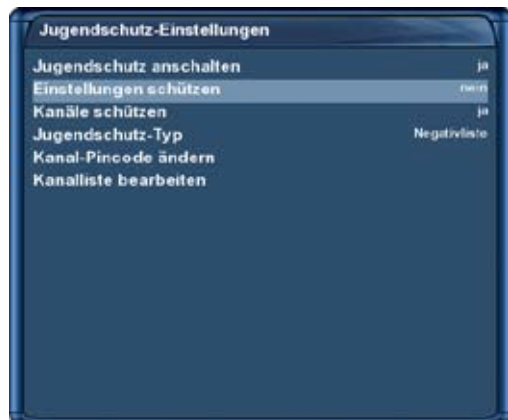 Jugendschutz-Einstellungen
Jugendschutz anschalten ja
Einstellungen schützen nein
Kanäle schützen ja
Jugendschutz-Typ Negativliste
Kanal-Pincode ändern
Kanalliste bearbeiten